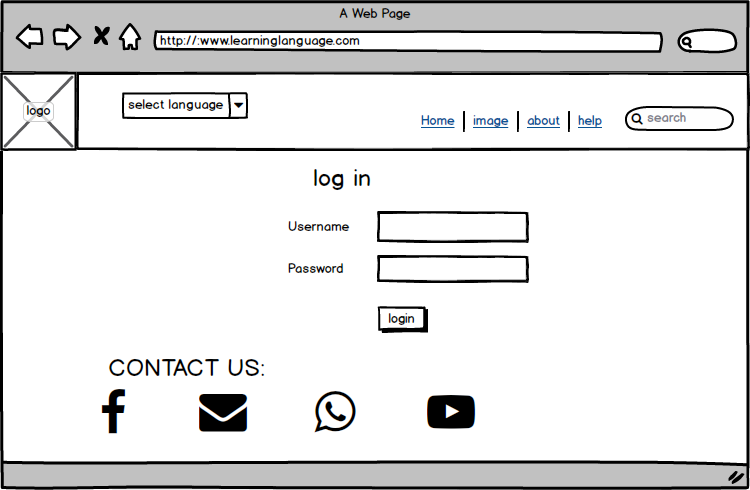 A Web Page
http://:www.learninglanguage.com
logo
select language
Home
image
about
help
search
log in
Username
Password
login
CONTACT US: